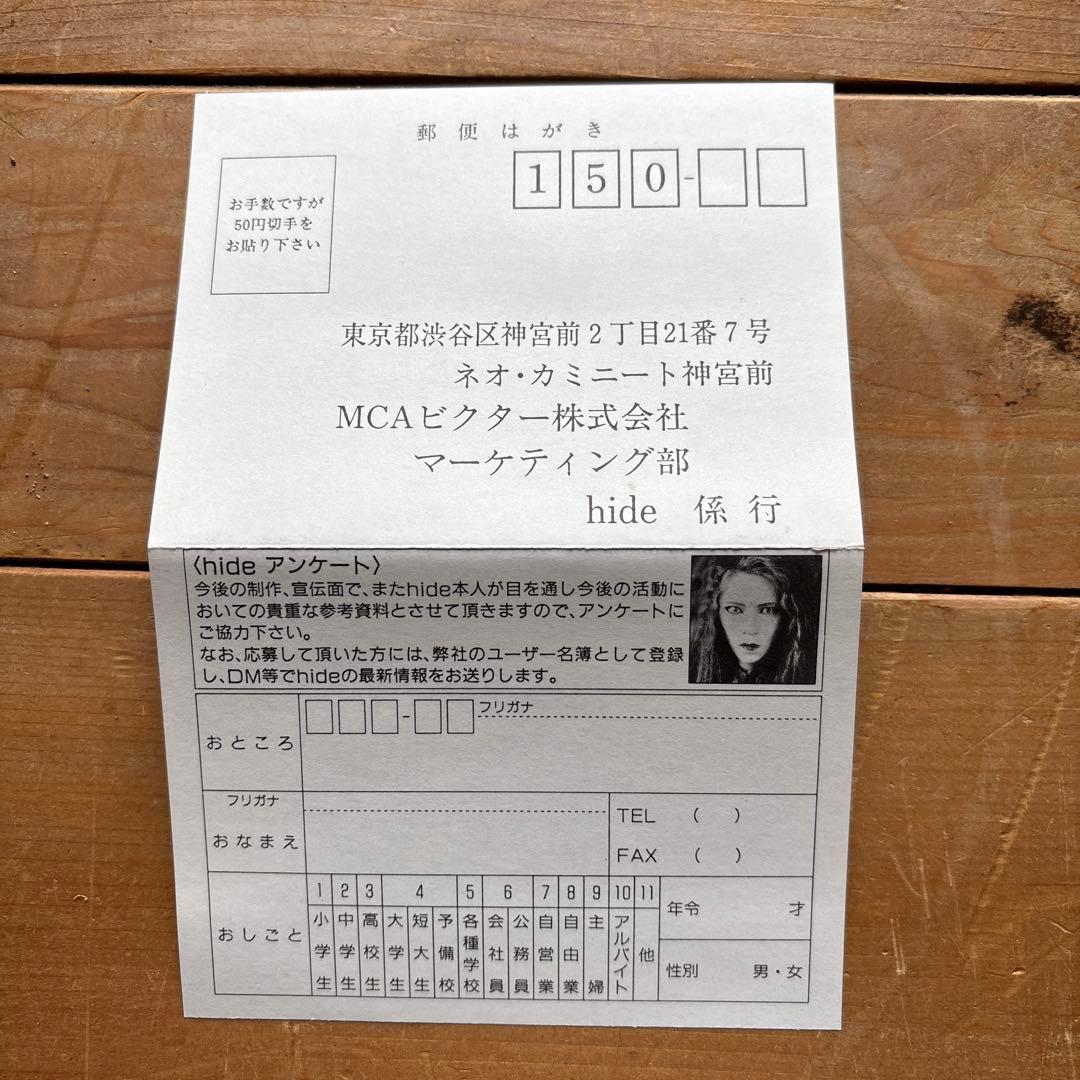 郵便はがき
150-
お手数ですが
50円切手を
お貼り下さい
東京都渋谷区神宮前2丁目21番7号
ネオ・カミニート神宮前
MCAビクター株式会社
マーケティング部
hide 係 行
〈hide アンケート〉
今後の制作、宣伝面で、またhide本人が目を通し今後の活動に
おいての貴重な参考資料とさせて頂きますので、アンケートに
ご協力下さい。
なお、応募して頂いた方には、弊社のユーザー名簿として登録
し、DM等でhideの最新情報をお送りします。
おところ
- フリガナ
フリガナ
おなまえ
TEL ( )
FAX ( )
おしごと
1 2 3 4 5 6 7 8 9 10 11
小学生
中学生
高校生
大学生
短大生
予備校
各種学校
会社員
公務員
自営業
自由業
主婦
アルバイト
他
年令 才
性別 男・女